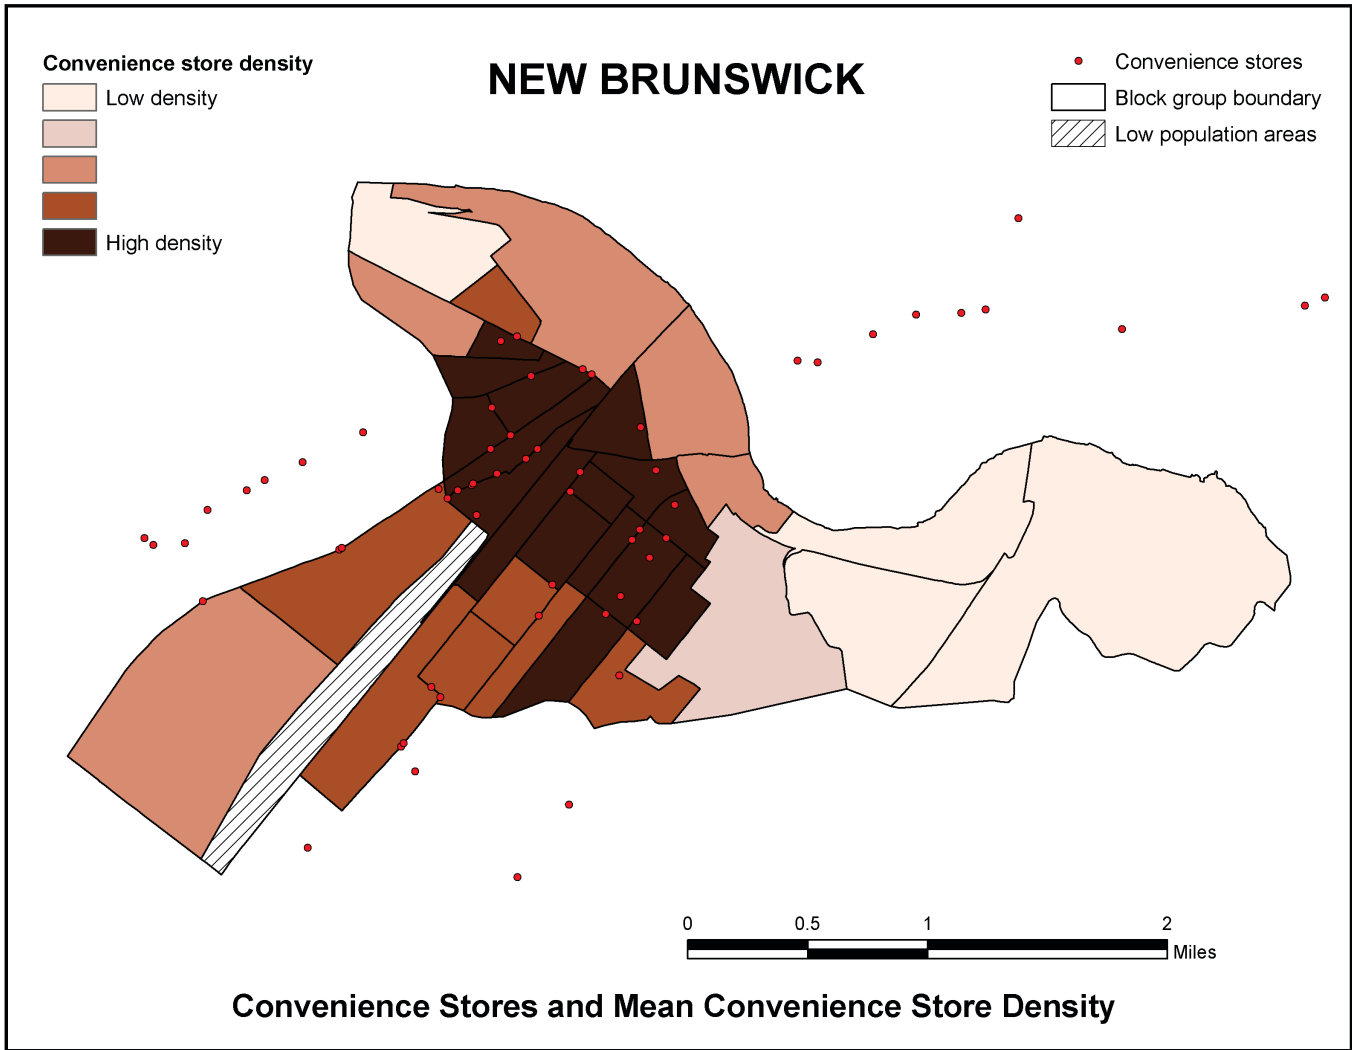 NEW BRUNSWICK
Convenience store density
Low density
High density
Convenience stores
Block group boundary
Low population areas
0 0.5 1 2
Miles
Convenience Stores and Mean Convenience Store Density